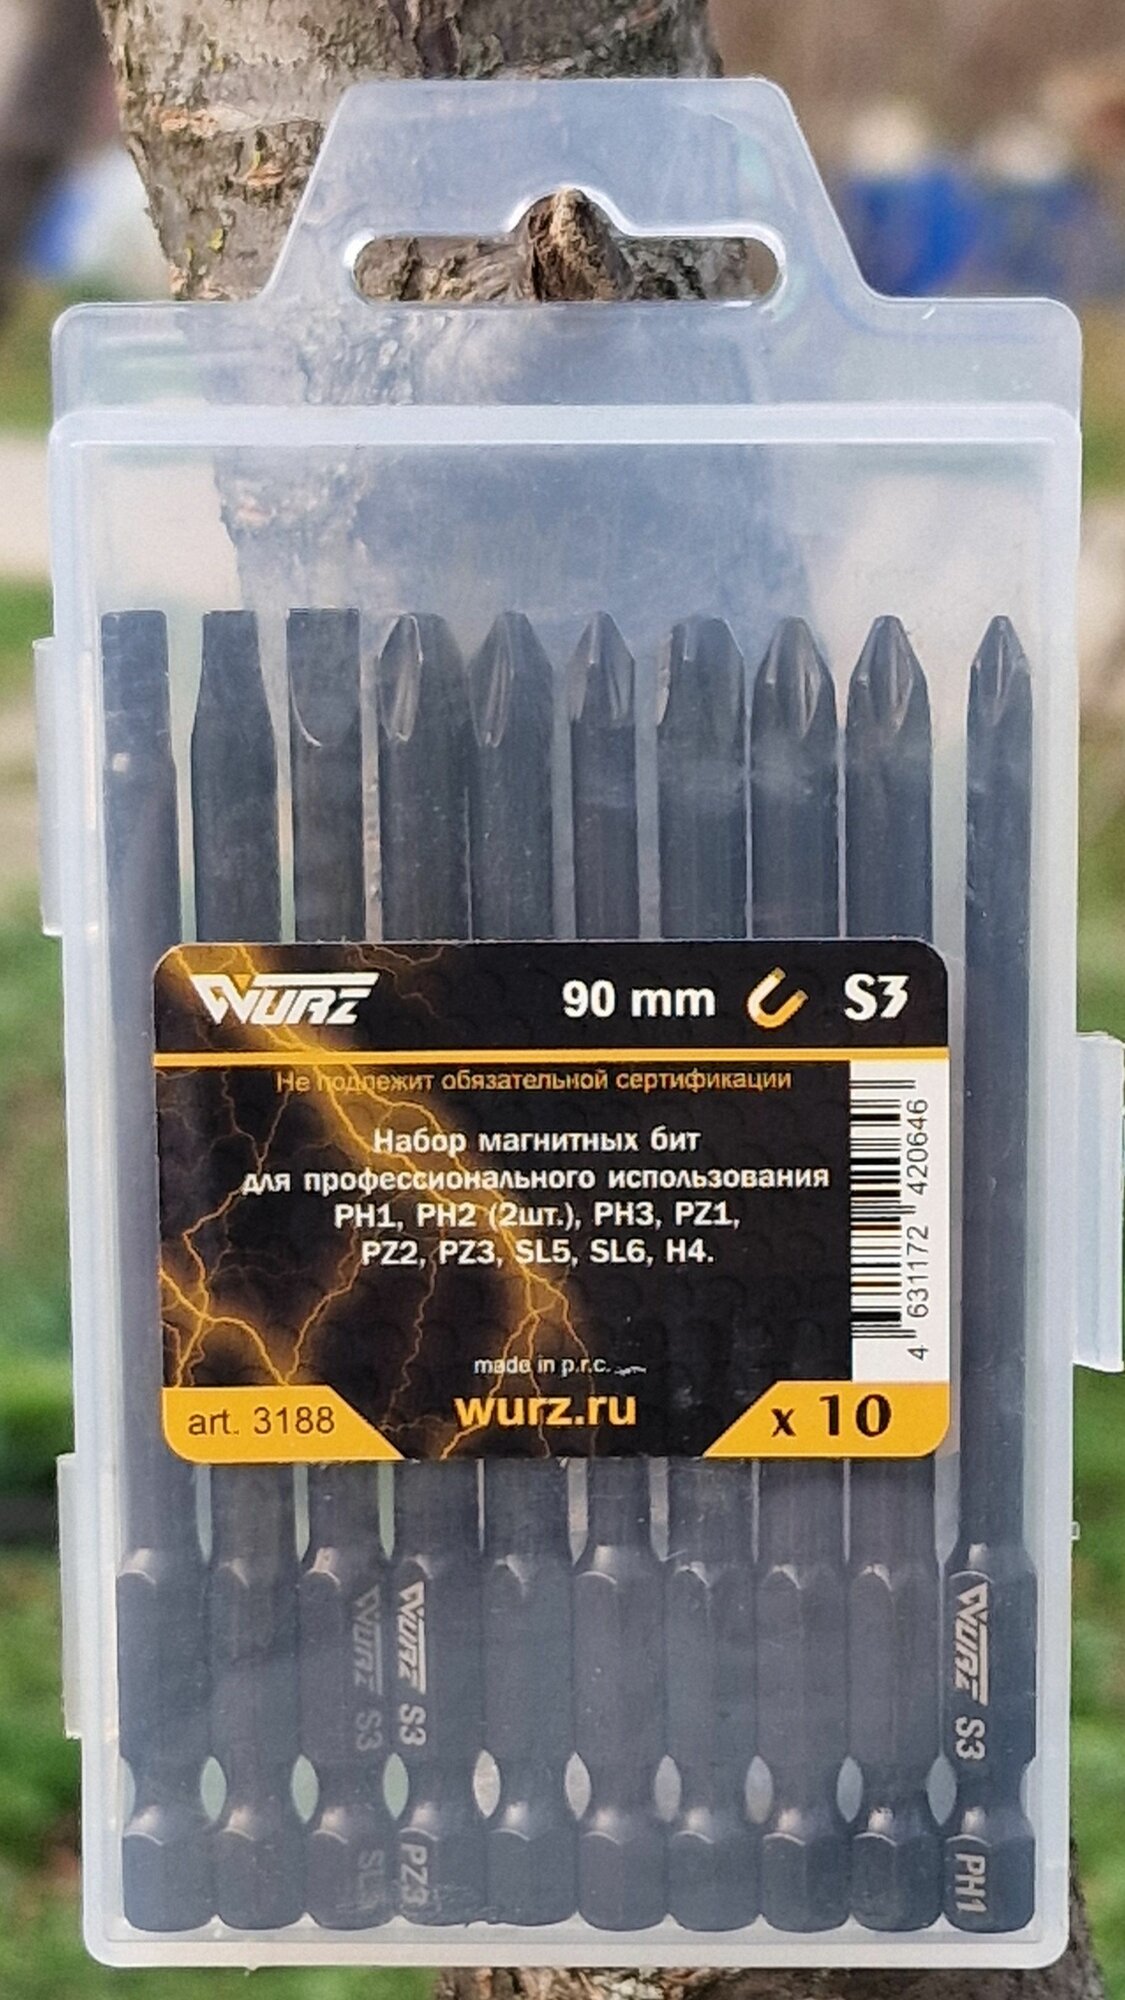 WURZ 90 mm S3
Не подлежит обязательной сертификации
Набор магнитных бит
для профессионального использования
PH1, PH2 (2шт.), PH3, PZ1,
PZ2, PZ3, SL5, SL6, H4.
4 631172 420646
made in p.r.c.
art. 3188
wurz.ru
x 10
WURZ S3
WURZ S3
PZ3
WURZ S3
PH1